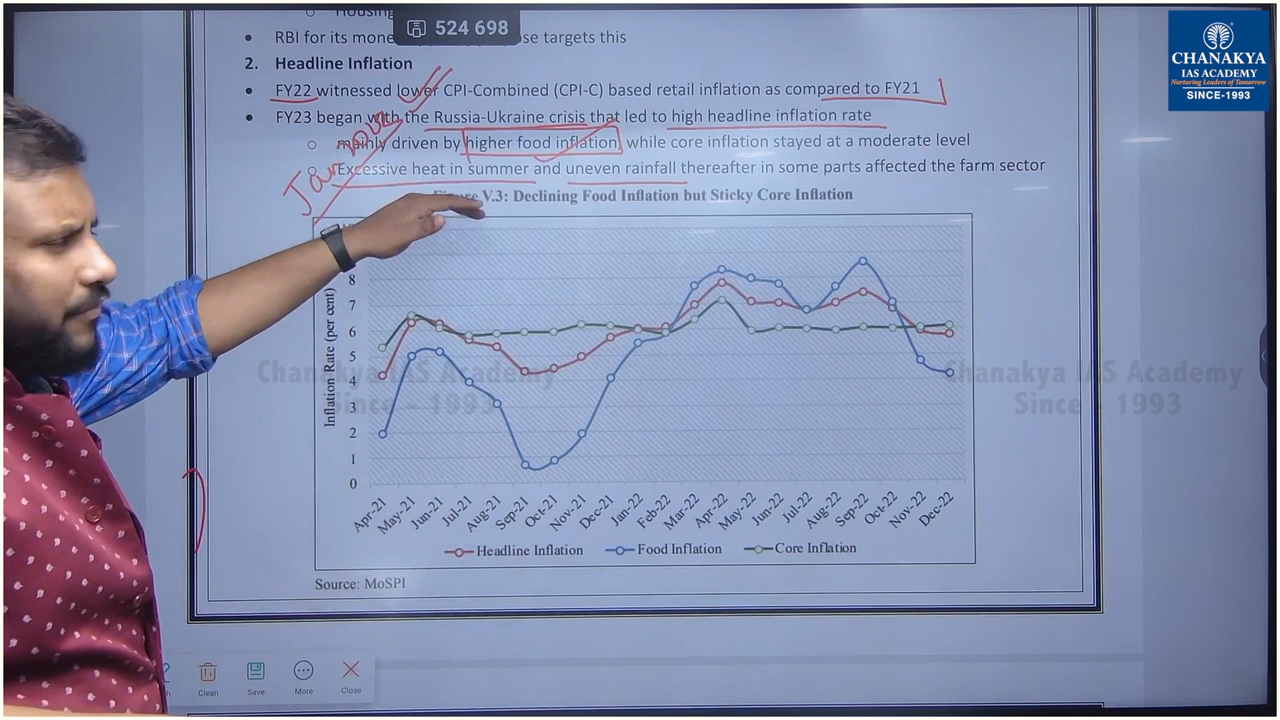 Housing
524 698
• RBI for its mone ose targets this
2. Headline Inflation
• FY22 witnessed lower CPI-Combined (CPI-C) based retail inflation as compared to FY21
• FY23 began with the Russia-Ukraine crisis that led to high headline inflation rate
o mainly driven by higher food inflation, while core inflation stayed at a moderate level
o Excessive heat in summer and uneven rainfall thereafter in some parts affected the farm sector
V.3: Declining Food Inflation but Sticky Core Inflation
Inflation Rate (per cent)
8
7
6
5
4
3
2
1
0
Apr-21 May-21 Jun-21 Jul-21 Aug-21 Sep-21 Oct-21 Nov-21 Dec-21 Jan-22 Feb-22 Mar-22 Apr-22 May-22 Jun-22 Jul-22 Aug-22 Sep-22 Oct-22 Nov-22 Dec-22
Headline Inflation Food Inflation Core Inflation
Source: MoSPI
Clean Save More Close
CHANAKYA
IAS ACADEMY
Nurturing Leaders of Tomorrow
SINCE-1993
Chanakya IAS Academy
Since - 1993
Chanakya IAS Academy
Since - 1993